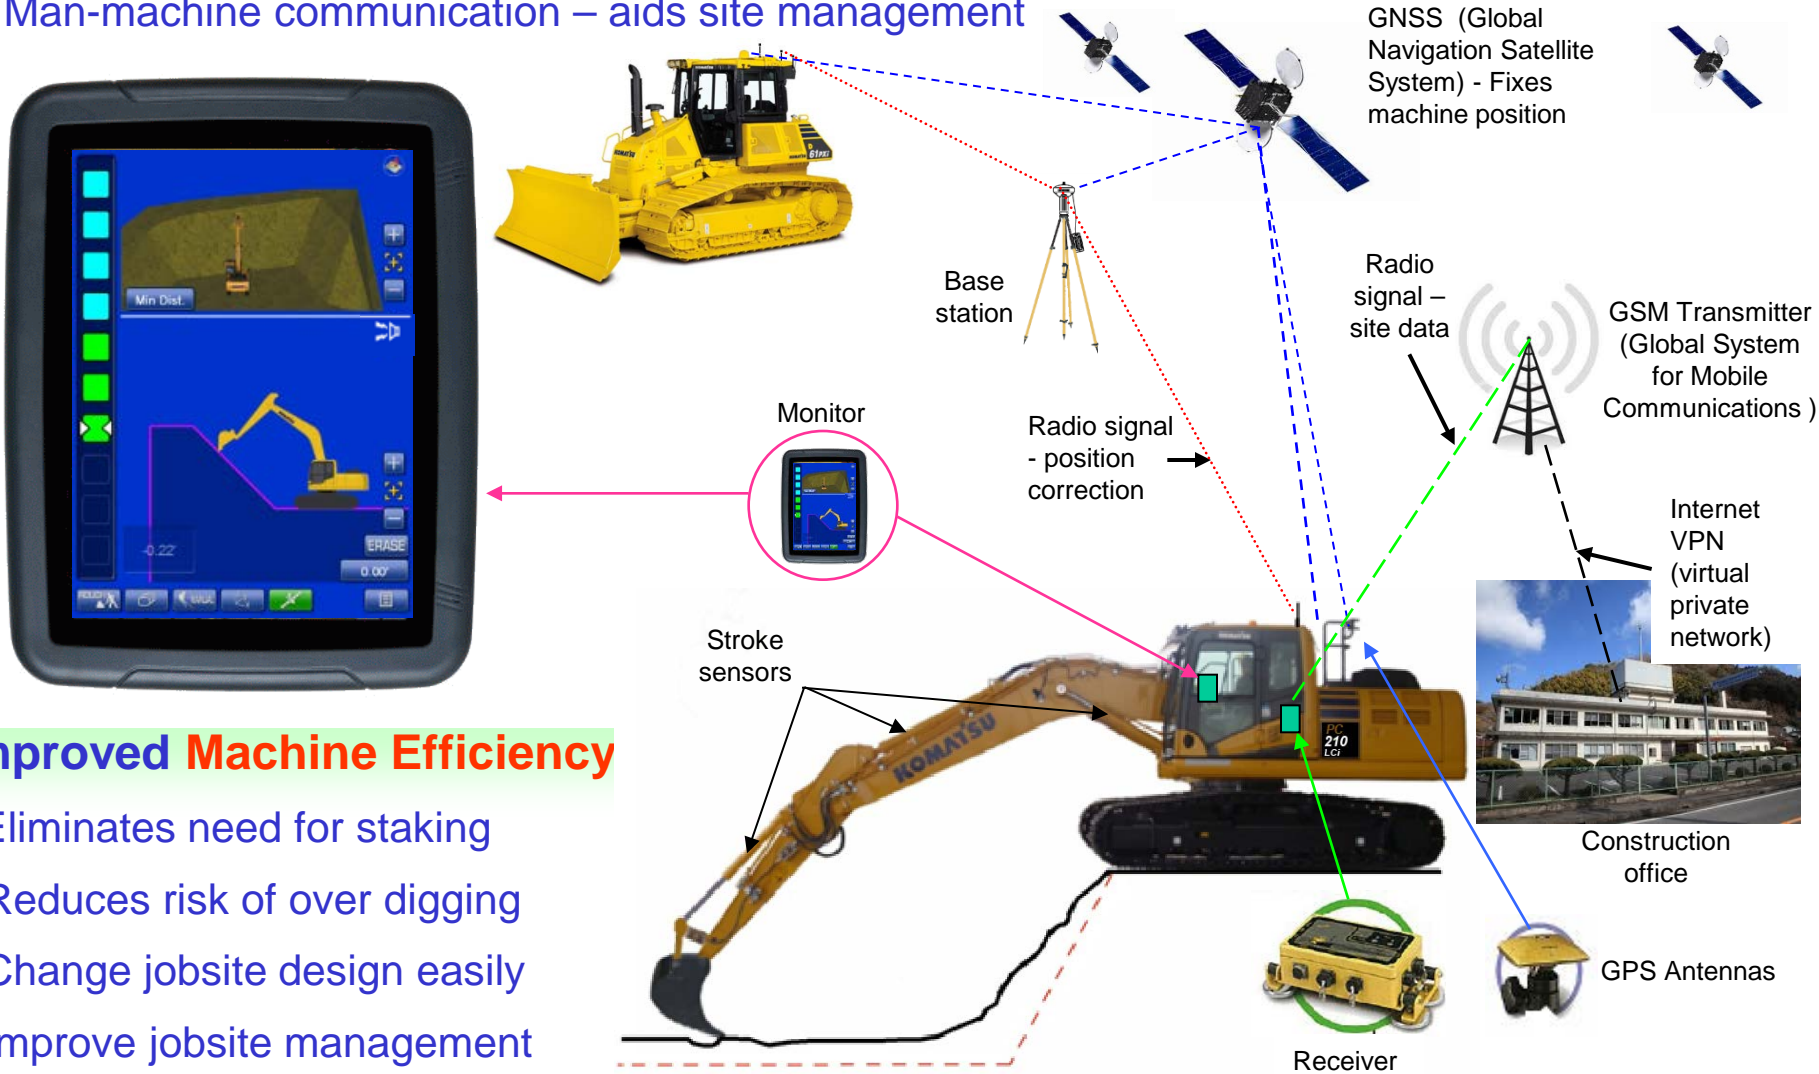 Man-machine communication – aids site management
GNSS (Global
Navigation Satellite
System) - Fixes
machine position
KOMATSU
61PXi
Base
station
Radio
signal –
site data
GSM Transmitter
(Global System
for Mobile
Communications )
Min Dist.
Monitor
Radio signal
- position
correction
Internet
VPN
(virtual
private
network)
-0.22'
ERASE
0.00'
Stroke
sensors
KOMATSU
PC
210
LCi
mproved Machine Efficiency
Eliminates need for staking
Reduces risk of over digging
Change jobsite design easily
mprove jobsite management
Construction
office
GPS Antennas
Receiver